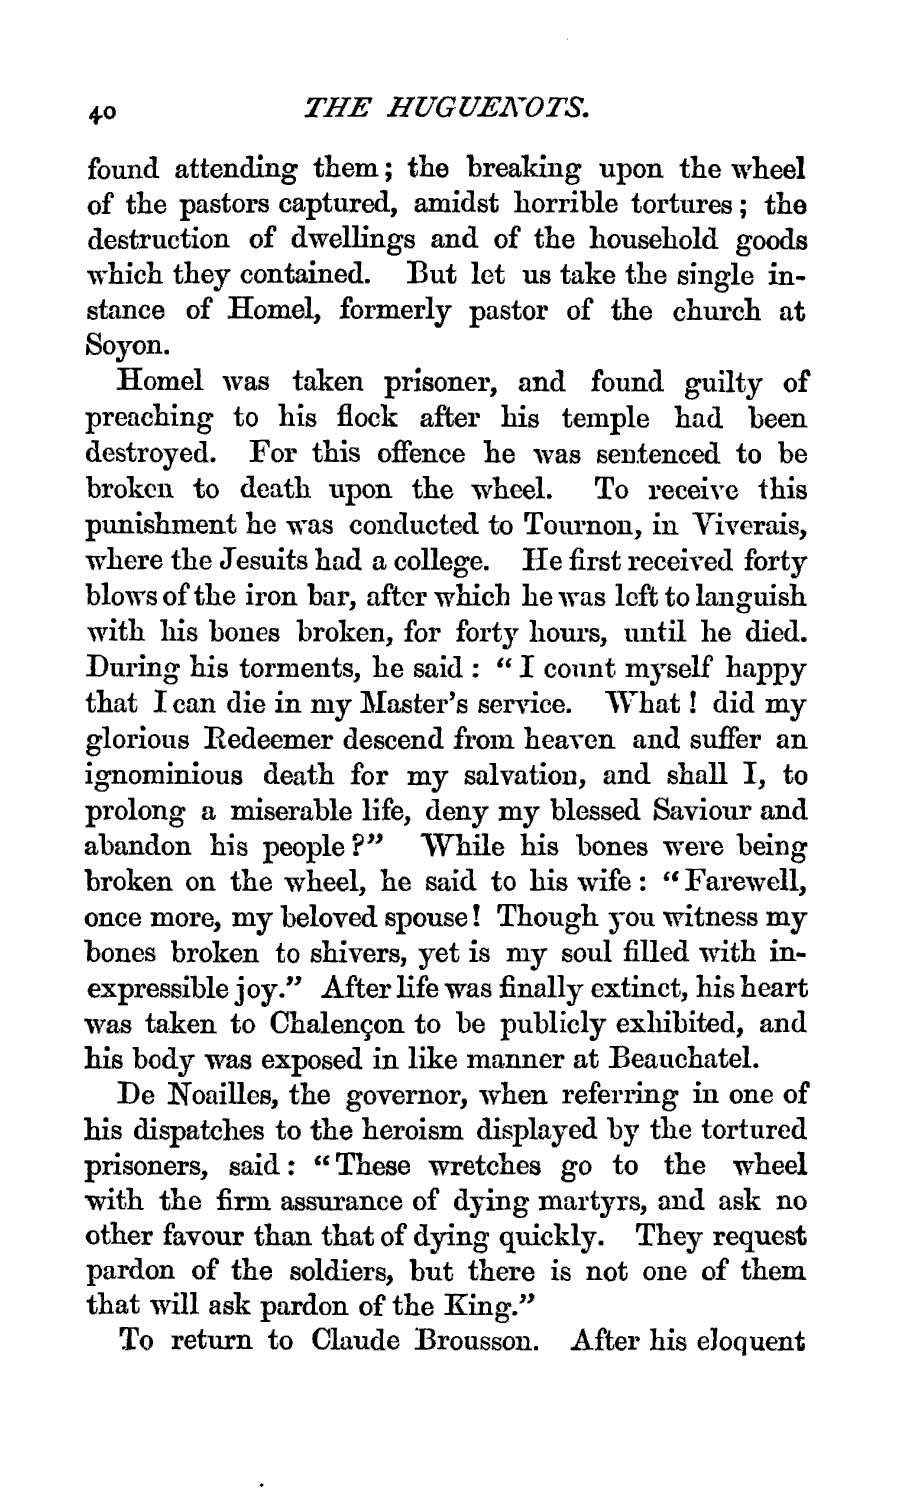 40 THE HUGUENOTS.
found attending them; the breaking upon the wheel
of the pastors captured, amidst horrible tortures; the
destruction of dwellings and of the household goods
which they contained. But let us take the single in-
stance of Homel, formerly pastor of the church at
Soyon.
Homel was taken prisoner, and found guilty of
preaching to his flock after his temple had been
destroyed. For this offence he was sentenced to be
broken to death upon the wheel. To receive this
punishment he was conducted to Tournon, in Viverais,
where the Jesuits had a college. He first received forty
blows of the iron bar, after which he was left to languish
with his bones broken, for forty hours, until he died.
During his torments, he said: “I count myself happy
that I can die in my Master's service. What! did my
glorious Redeemer descend from heaven and suffer an
ignominious death for my salvation, and shall I, to
prolong a miserable life, deny my blessed Saviour and
abandon his people?” While his bones were being
broken on the wheel, he said to his wife: “Farewell,
once more, my beloved spouse! Though you witness my
bones broken to shivers, yet is my soul filled with in-
expressible joy.” After life was finally extinct, his heart
was taken to Chalençon to be publicly exhibited, and
his body was exposed in like manner at Beauchatel.
De Noailles, the governor, when referring in one of
his dispatches to the heroism displayed by the tortured
prisoners, said: “These wretches go to the wheel
with the firm assurance of dying martyrs, and ask no
other favour than that of dying quickly. They request
pardon of the soldiers, but there is not one of them
that will ask pardon of the King.”
To return to Claude Brousson. After his eloquent